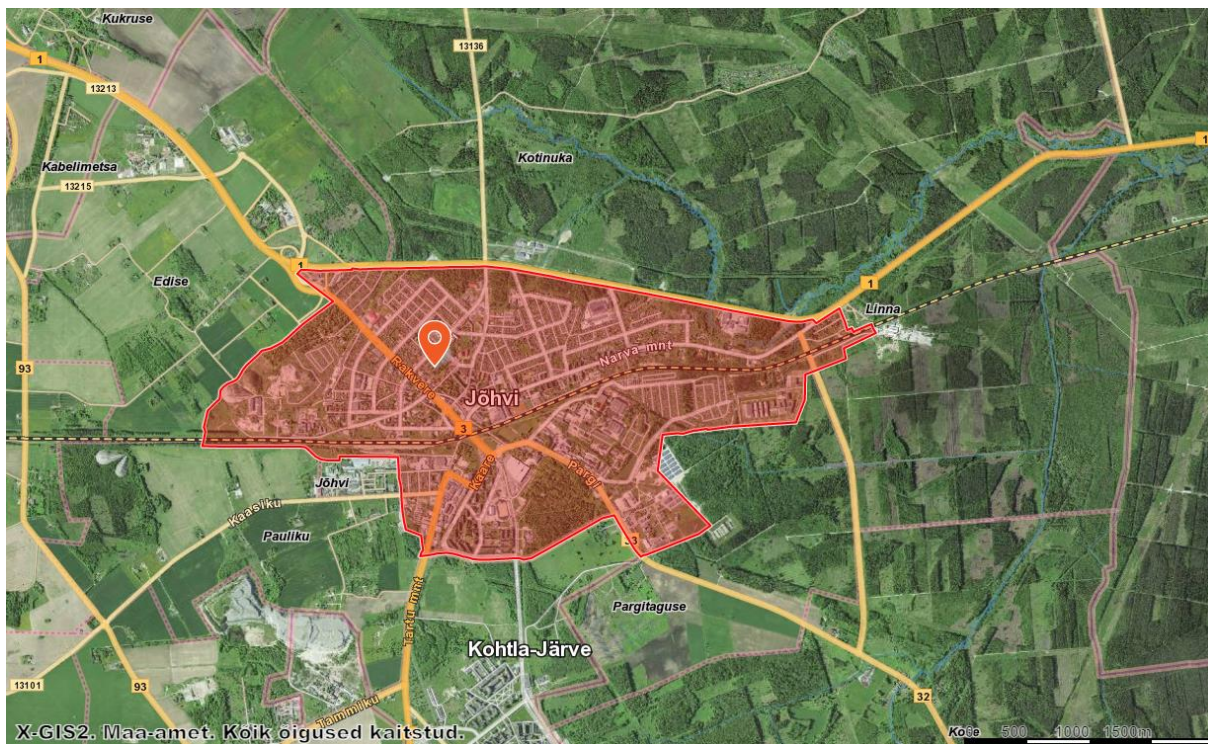 Kukruse
1
13213
13136
Kabelimetsa
13215
Kotinuka
1
1
1
Edise
Linna
93
Rakvere
Narva mnt
Jõhvi
3
Kaare
Pargi
Jõhvi
Kaasiku
Pauliku
Tartu mnt
Pargitaguse
Kohtla-Järve
13101
93
Tammiku
32
X-GIS2. Maa-amet. Kõik õigused kaitstud.
500 1000 1500m